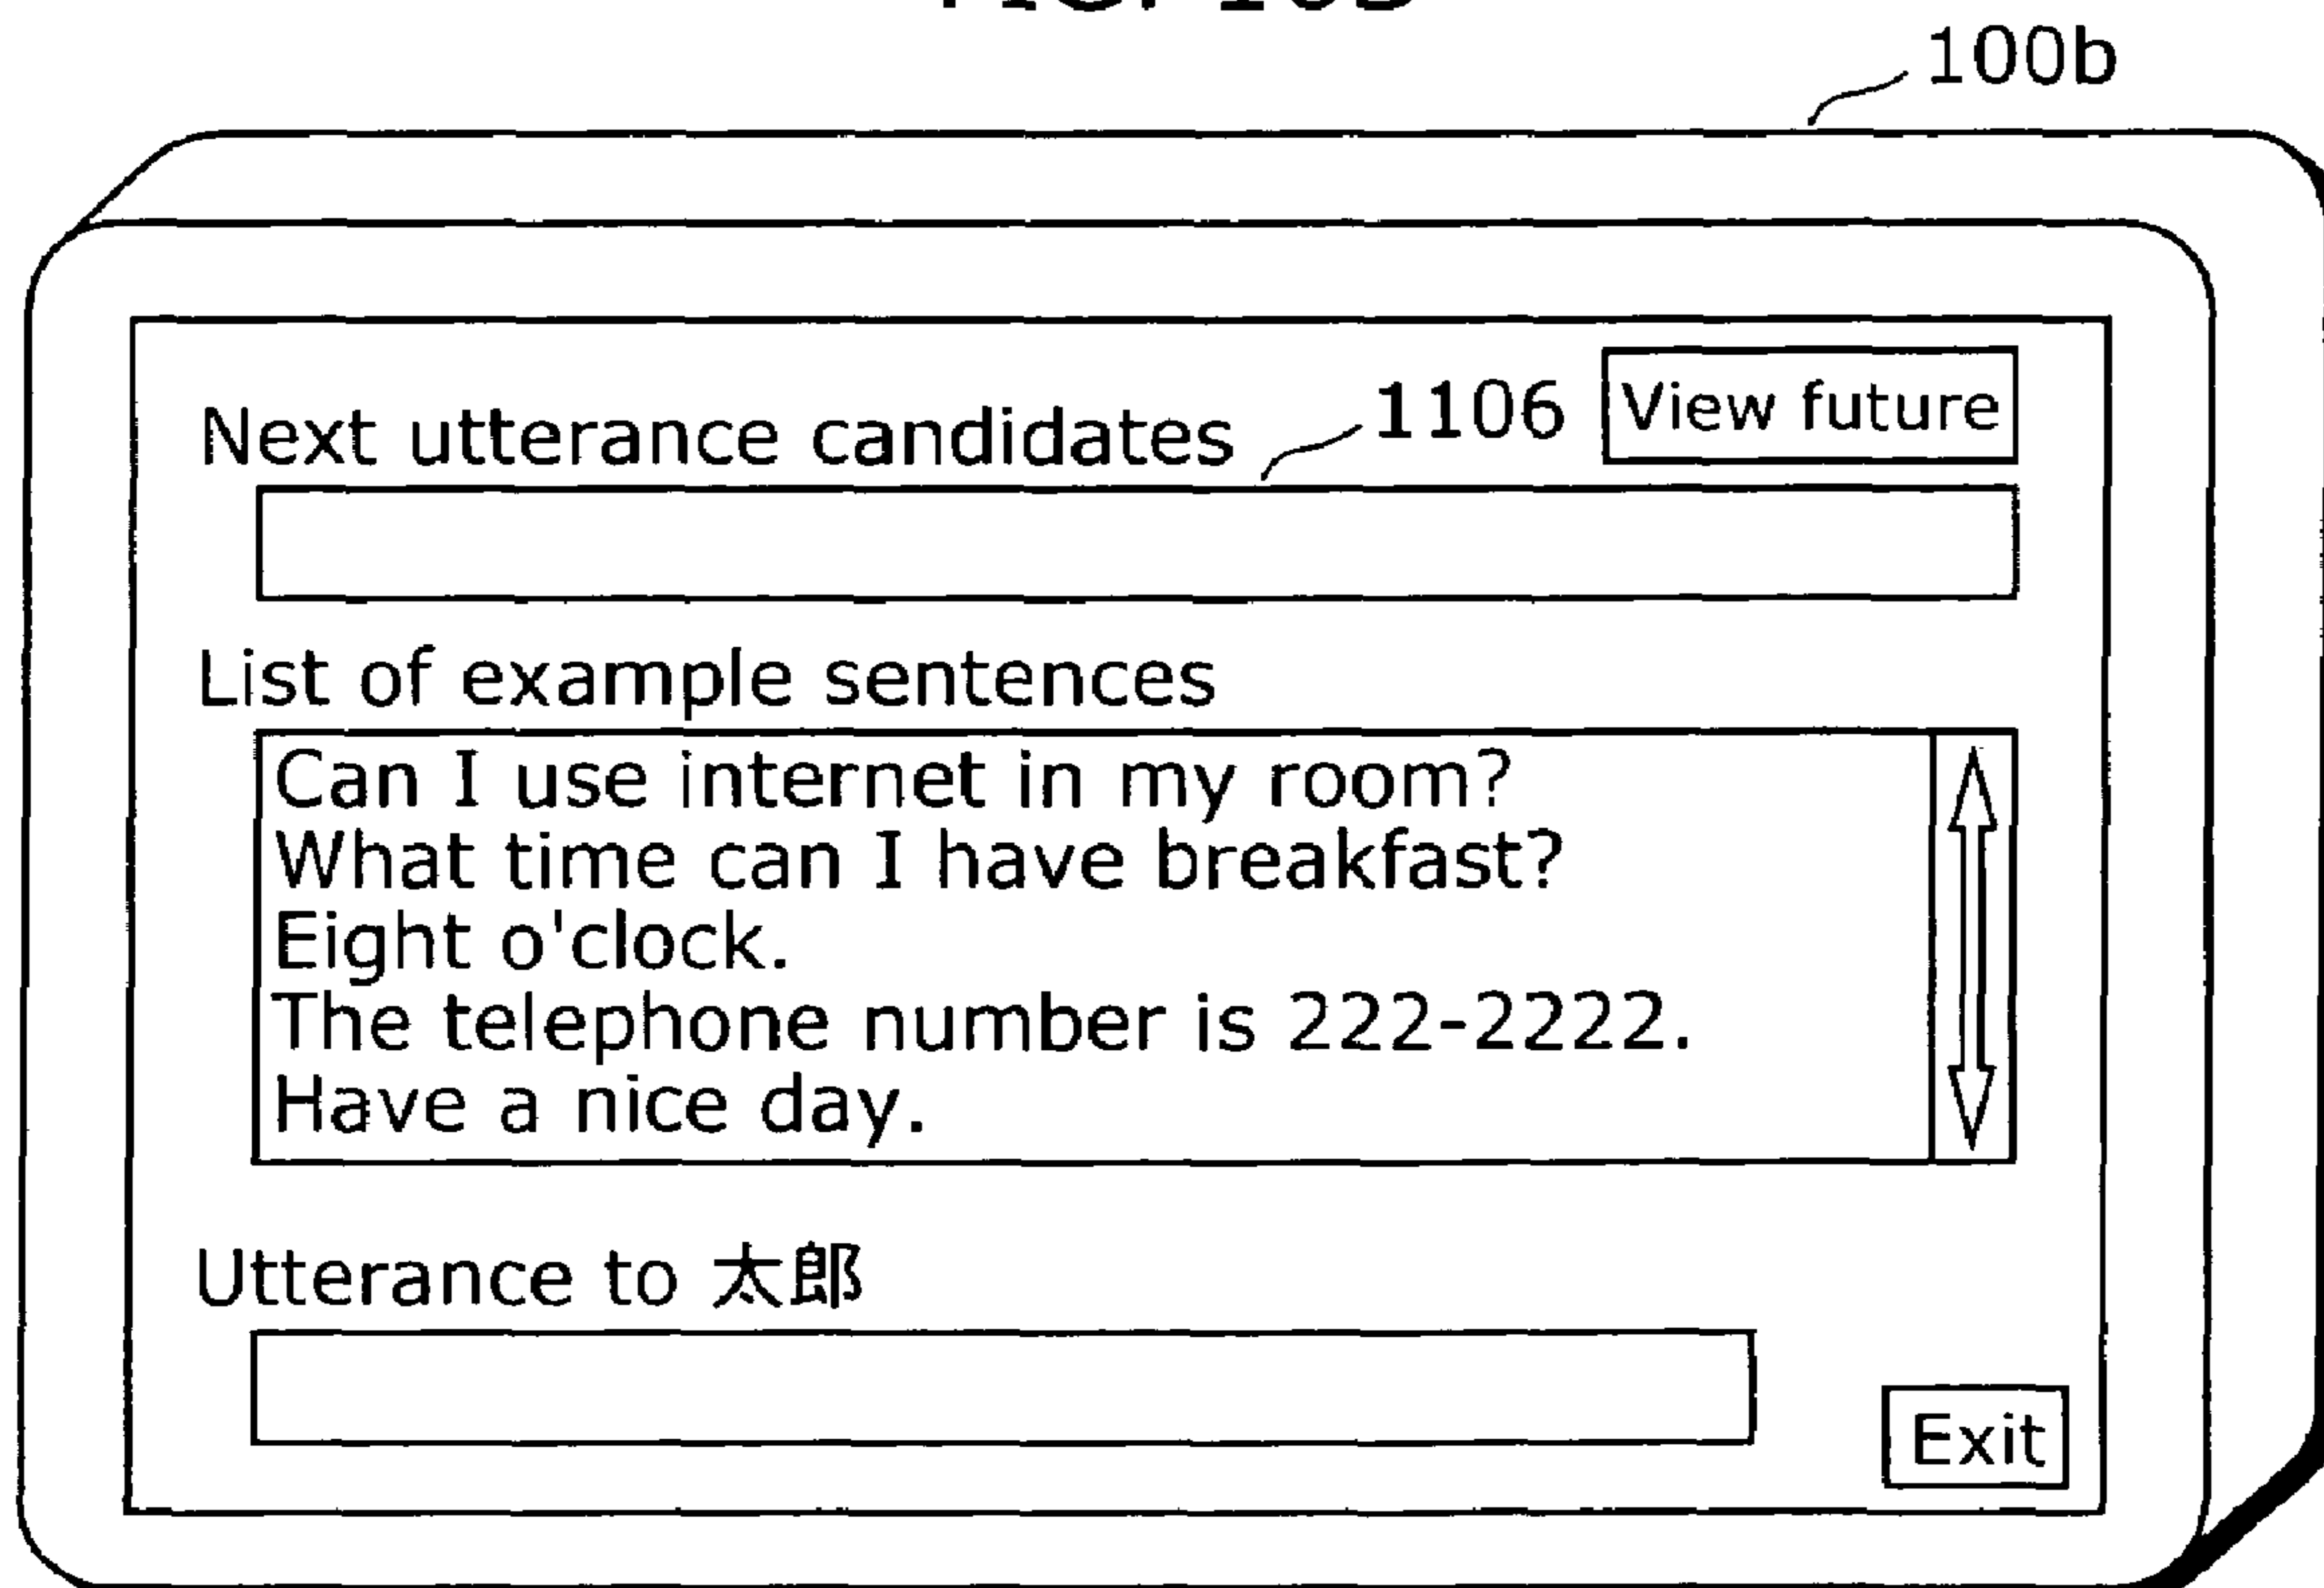 100b
Next utterance candidates
1106
View future
List of example sentences
Can I use internet in my room?
What time can I have breakfast?
Eight o'clock.
The telephone number is 222-2222.
Have a nice day.
Utterance to 太郎
Exit